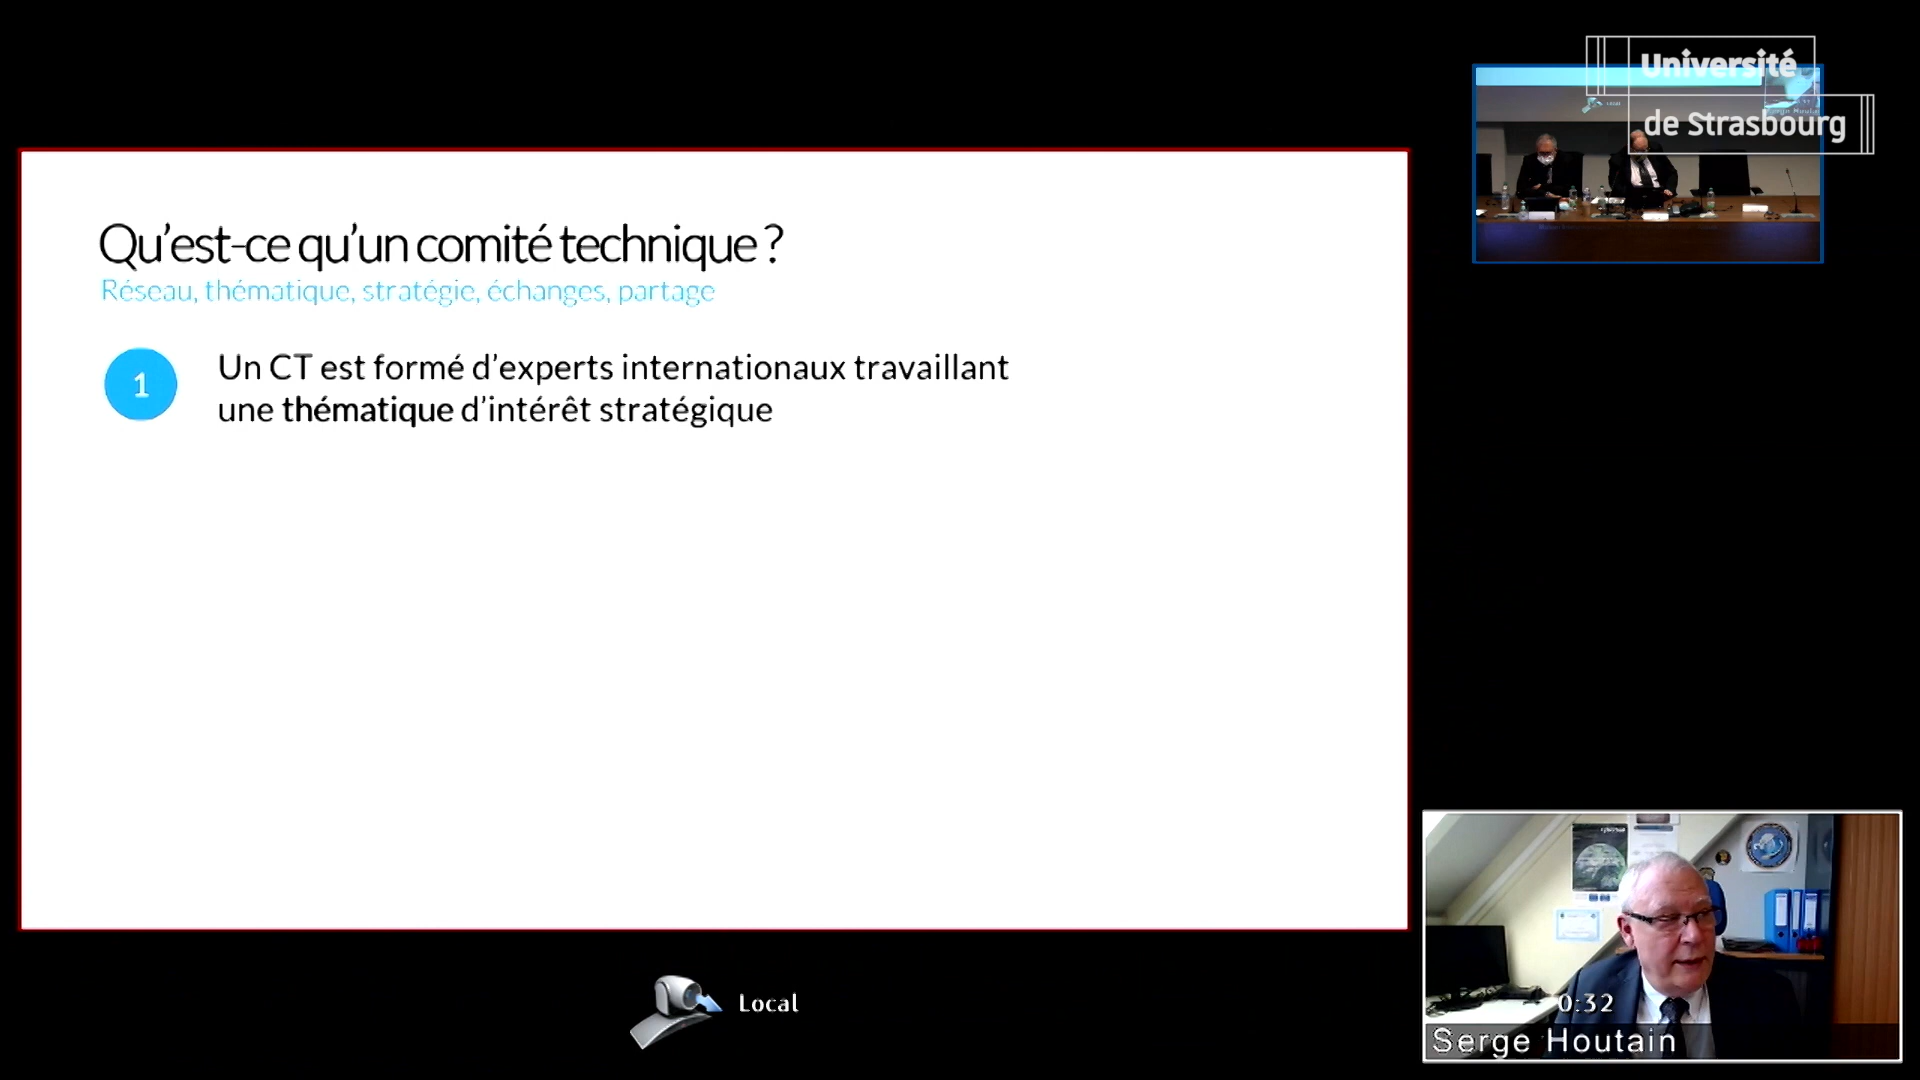 Université
de Strasbourg
Qu'est-ce qu'un comité technique ?
Réseau, thématique, stratégie, échanges, partage
1
Un CT est formé d'experts internationaux travaillant
une thématique d'intérêt stratégique
Local
0:32
Serge Houtain